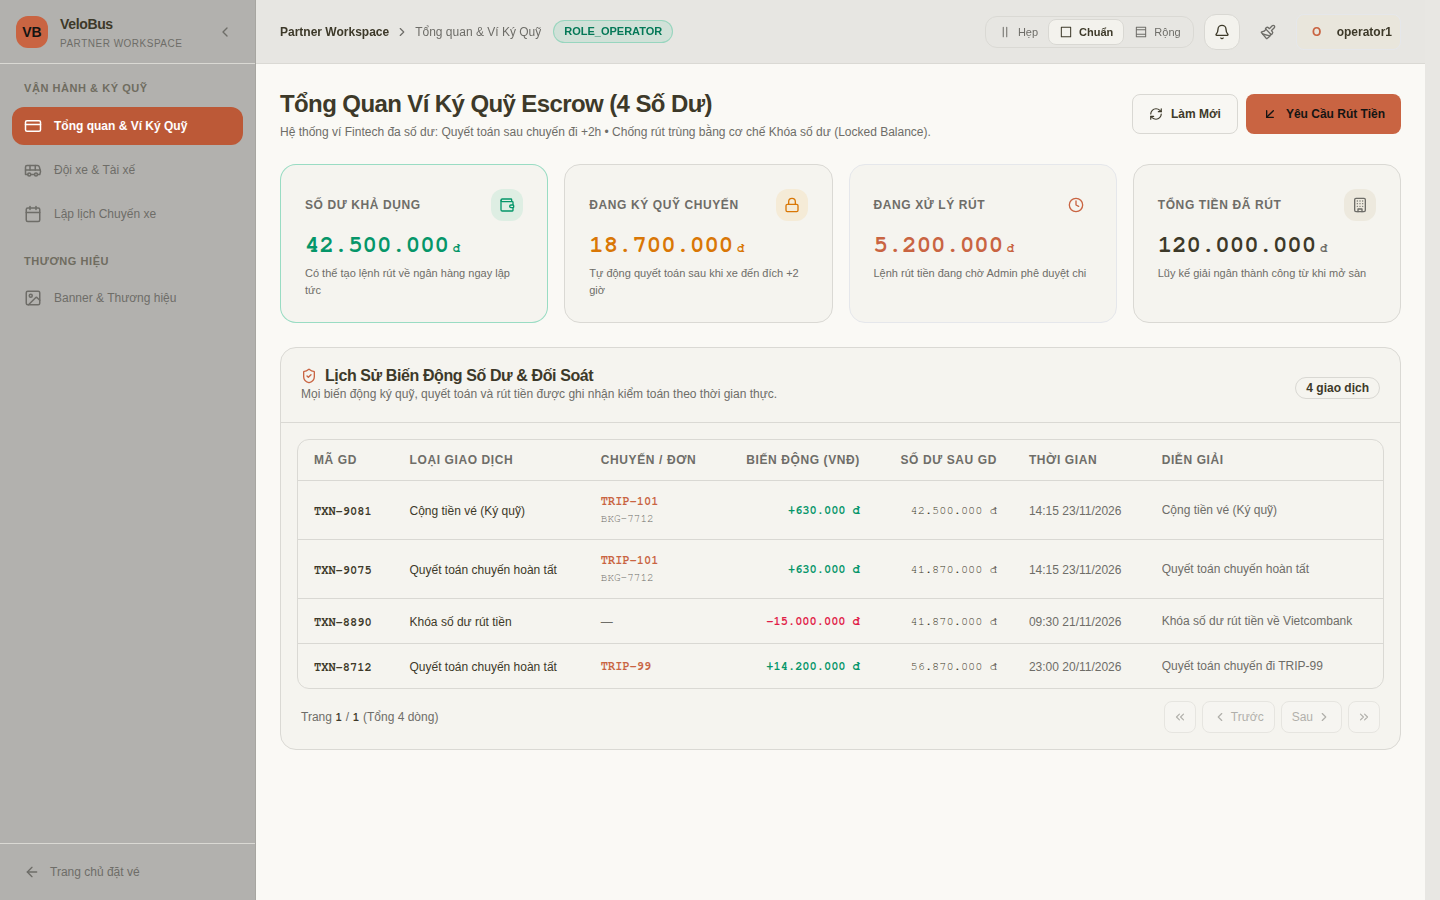 VB
VeloBus
PARTNER WORKSPACE
VẬN HÀNH & KÝ QUỸ
Tổng quan & Ví Ký Quỹ
Đội xe & Tài xế
Lập lịch Chuyến xe
THƯƠNG HIỆU
Banner & Thương hiệu
Trang chủ đặt vé
Partner Workspace
Tổng quan & Ví Ký Quỹ
ROLE_OPERATOR
Hẹp
Chuẩn
Rộng
O
operator1
Tổng Quan Ví Ký Quỹ Escrow (4 Số Dư)
Hệ thống ví Fintech đa số dư: Quyết toán sau chuyến đi +2h • Chống rút trùng bằng cơ chế Khóa số dư (Locked Balance).
Làm Mới
Yêu Cầu Rút Tiền
SỐ DƯ KHẢ DỤNG
42.500.000 đ
Có thể tạo lệnh rút về ngân hàng ngay lập
tức
ĐANG KÝ QUỸ CHUYẾN
18.700.000 đ
Tự động quyết toán sau khi xe đến đích +2
giờ
ĐANG XỬ LÝ RÚT
5.200.000 đ
Lệnh rút tiền đang chờ Admin phê duyệt chi
TỔNG TIỀN ĐÃ RÚT
120.000.000 đ
Lũy kế giải ngân thành công từ khi mở sàn
Lịch Sử Biến Động Số Dư & Đối Soát
Mọi biến động ký quỹ, quyết toán và rút tiền được ghi nhận kiểm toán theo thời gian thực.
4 giao dịch
MÃ GD LOẠI GIAO DỊCH CHUYẾN / ĐƠN BIẾN ĐỘNG (VNĐ) SỐ DƯ SAU GD THỜI GIAN DIỄN GIẢI
TXN-9081 Cộng tiền vé (Ký quỹ) TRIP-101 +630.000 đ 42.500.000 đ 14:15 23/11/2026 Cộng tiền vé (Ký quỹ)
BKG-7712
TXN-9075 Quyết toán chuyến hoàn tất TRIP-101 +630.000 đ 41.870.000 đ 14:15 23/11/2026 Quyết toán chuyến hoàn tất
BKG-7712
TXN-8890 Khóa số dư rút tiền — -15.000.000 đ 41.870.000 đ 09:30 21/11/2026 Khóa số dư rút tiền về Vietcombank
TXN-8712 Quyết toán chuyến hoàn tất TRIP-99 +14.200.000 đ 56.870.000 đ 23:00 20/11/2026 Quyết toán chuyến đi TRIP-99
Trang 1 / 1 (Tổng 4 dòng)
Trước
Sau